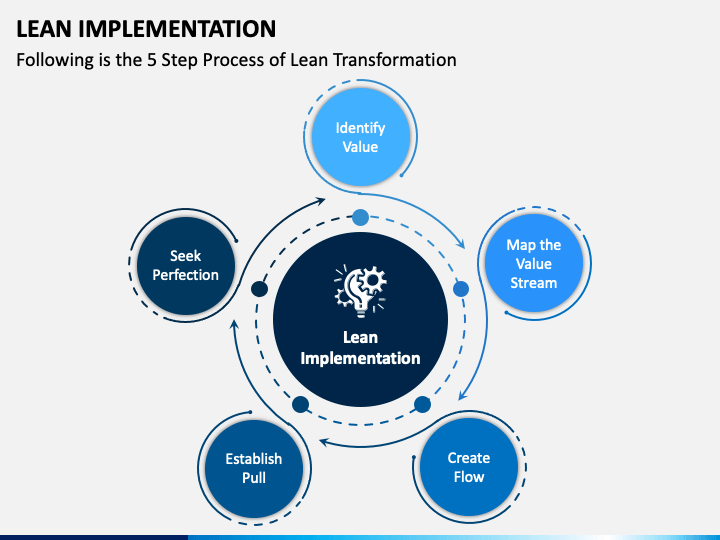 LEAN IMPLEMENTATION
Following is the 5 Step Process of Lean Transformation
Identify
Value
Map the
Value
Stream
Create
Flow
Establish
Pull
Seek
Perfection
Lean
Implementation